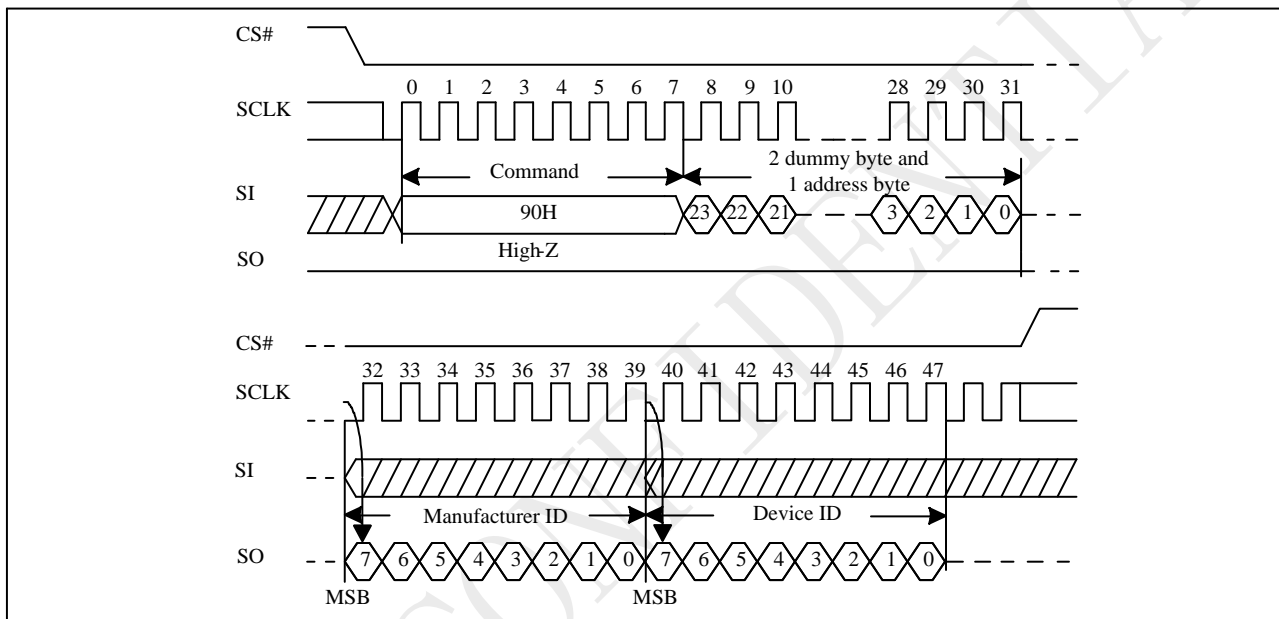 CS#
0 1 2 3 4 5 6 7 8 9 10 28 29 30 31
SCLK
Command
2 dummy byte and
1 address byte
SI
90H
23 22 21 3 2 1 0
High-Z
SO
CS#
32 33 34 35 36 37 38 39 40 41 42 43 44 45 46 47
SCLK
SI
Manufacturer ID
Device ID
SO
7 6 5 4 3 2 1 0 7 6 5 4 3 2 1 0
MSB
MSB